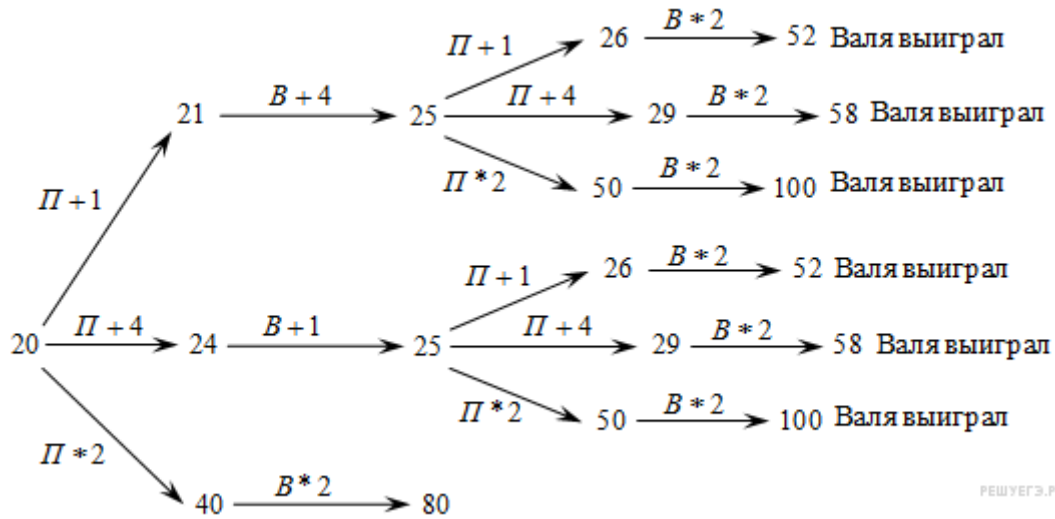 П + 1 26 В * 2 52 Валя выиграл
21 В + 4 25 П + 4 29 В * 2 58 Валя выиграл
П + 1 П * 2 50 В * 2 100 Валя выиграл
П + 1 26 В * 2 52 Валя выиграл
20 П + 4 24 В + 1 25 П + 4 29 В * 2 58 Валя выиграл
П * 2 50 В * 2 100 Валя выиграл
П * 2
40 В * 2 80
РЕШУЕГЭ.Р